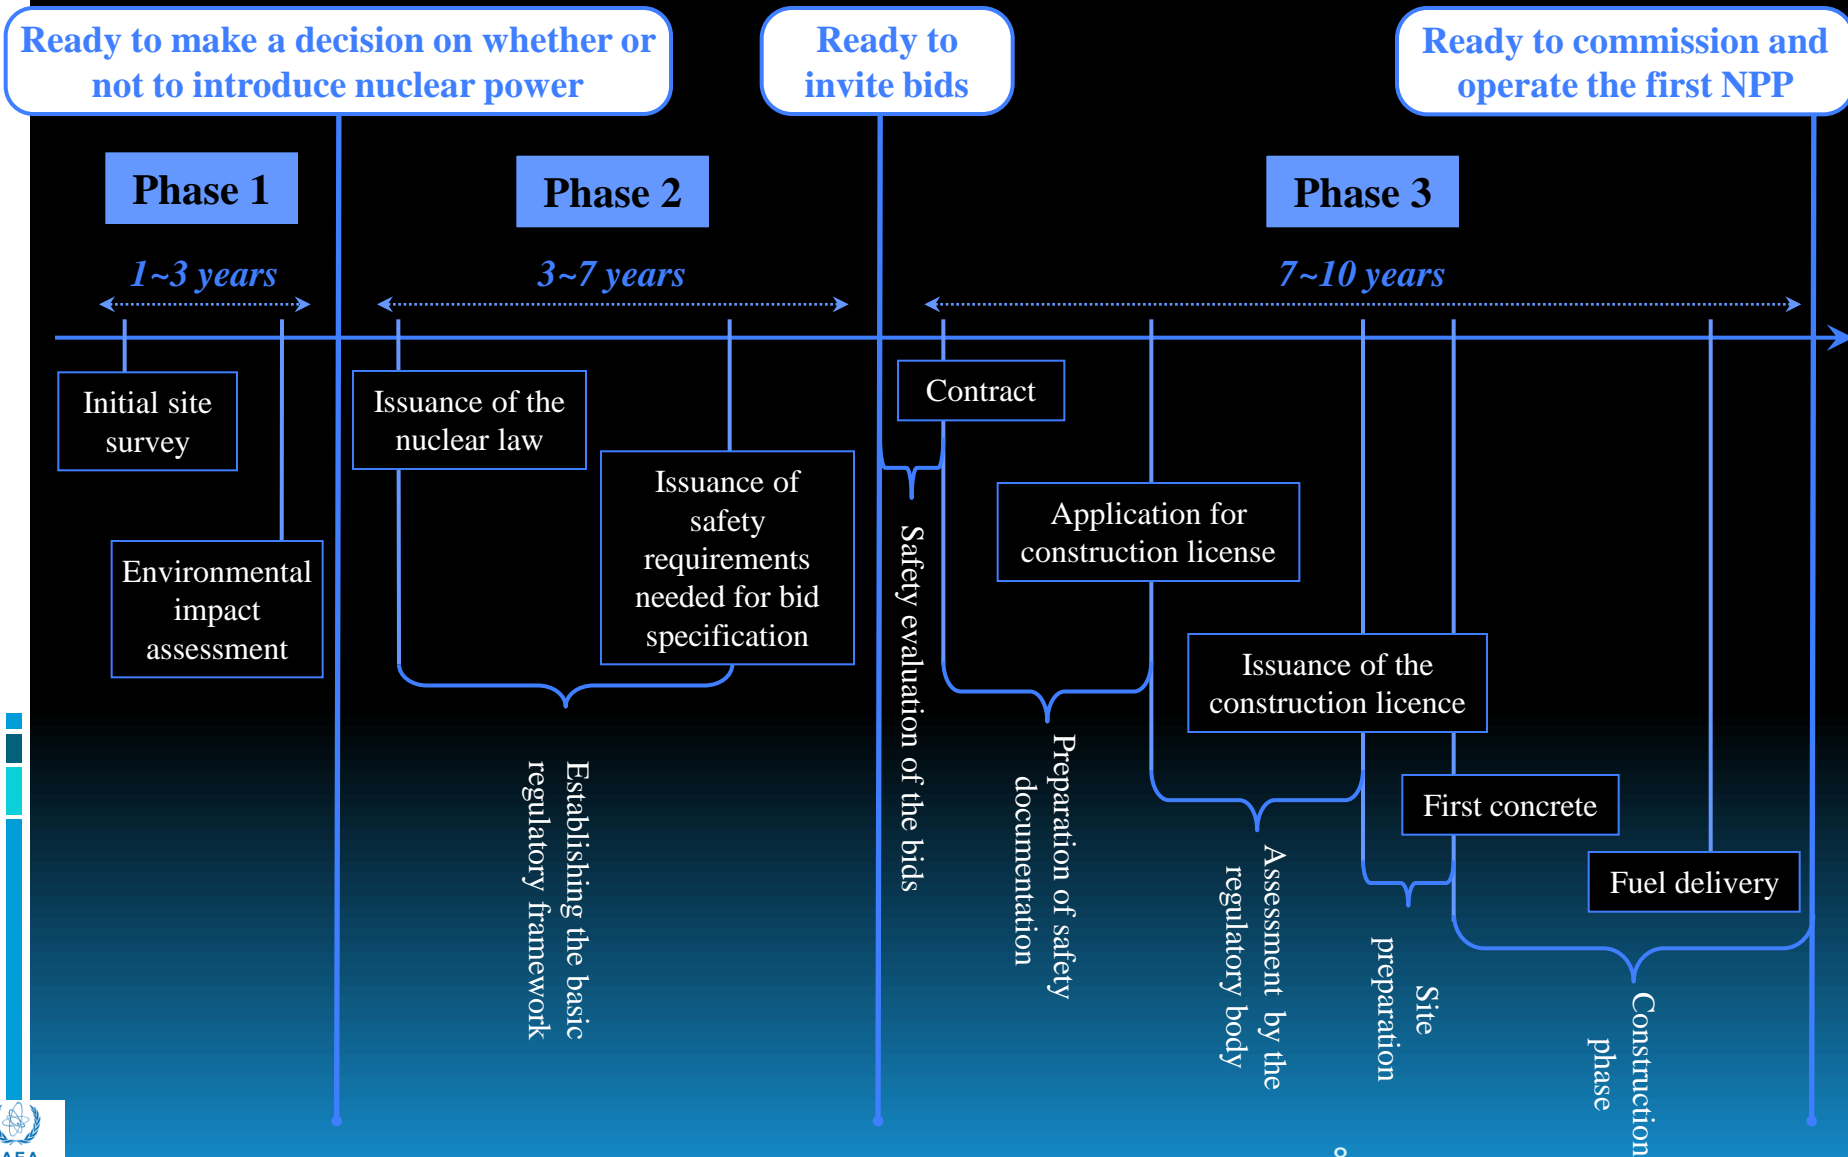 Ready to make a decision on whether or
not to introduce nuclear power
Ready to
invite bids
Ready to commission and
operate the first NPP
Phase 1
Phase 2
Phase 3
1~3 years
3~7 years
7~10 years
Initial site
survey
Environmental
impact
assessment
Issuance of the
nuclear law
Issuance of
safety
requirements
needed for bid
specification
Establishing the basic
regulatory framework
Contract
Safety evaluation of the bids
Application for
construction license
Preparation of safety
documentation
Issuance of the
construction licence
Assessment by the
regulatory body
First concrete
Site
preparation
Fuel delivery
Construction
phase